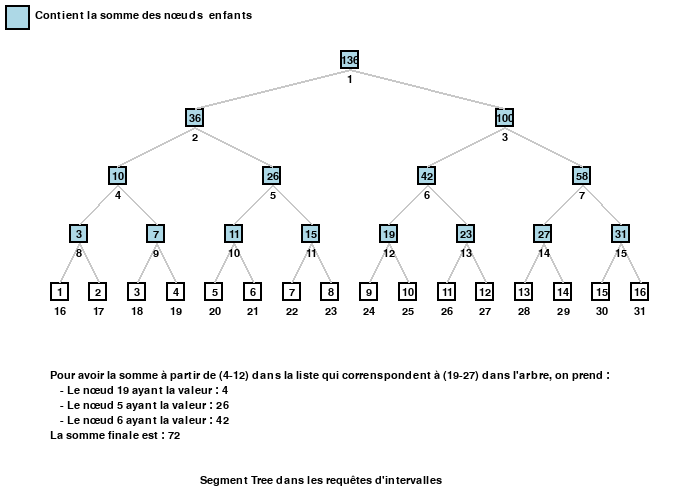 Contient la somme des nœuds enfants
136
1
36 100
2 3
10 26 42 58
4 5 6 7
3 7 11 15 19 23 27 31
8 9 10 11 12 13 14 15
1 2 3 4 5 6 7 8 9 10 11 12 13 14 15 16
16 17 18 19 20 21 22 23 24 25 26 27 28 29 30 31
Pour avoir la somme à partir de (4-12) dans la liste qui correnspondent à (19-27) dans l'arbre, on prend :
- Le nœud 19 ayant la valeur : 4
- Le nœud 5 ayant la valeur : 26
- Le nœud 6 ayant la valeur : 42
La somme finale est : 72
Segment Tree dans les requêtes d'intervalles